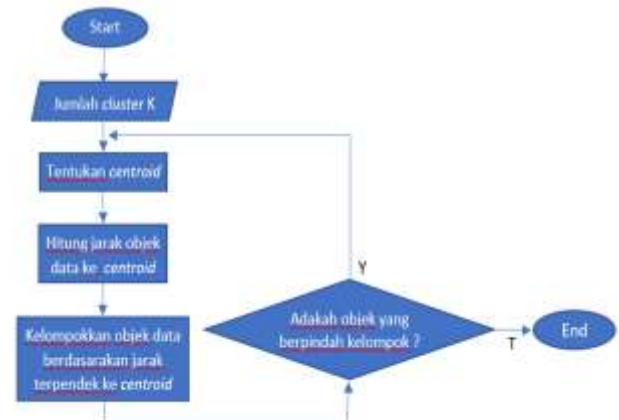 Start
Jumlah cluster K
Tentukan centroid
Hitung jarak objek
data ke centroid
Kelompokkan objek data
berdasarakan jarak
terpendek ke centroid
Adakah objek yang
berpindah kelompok ?
Y
T
End